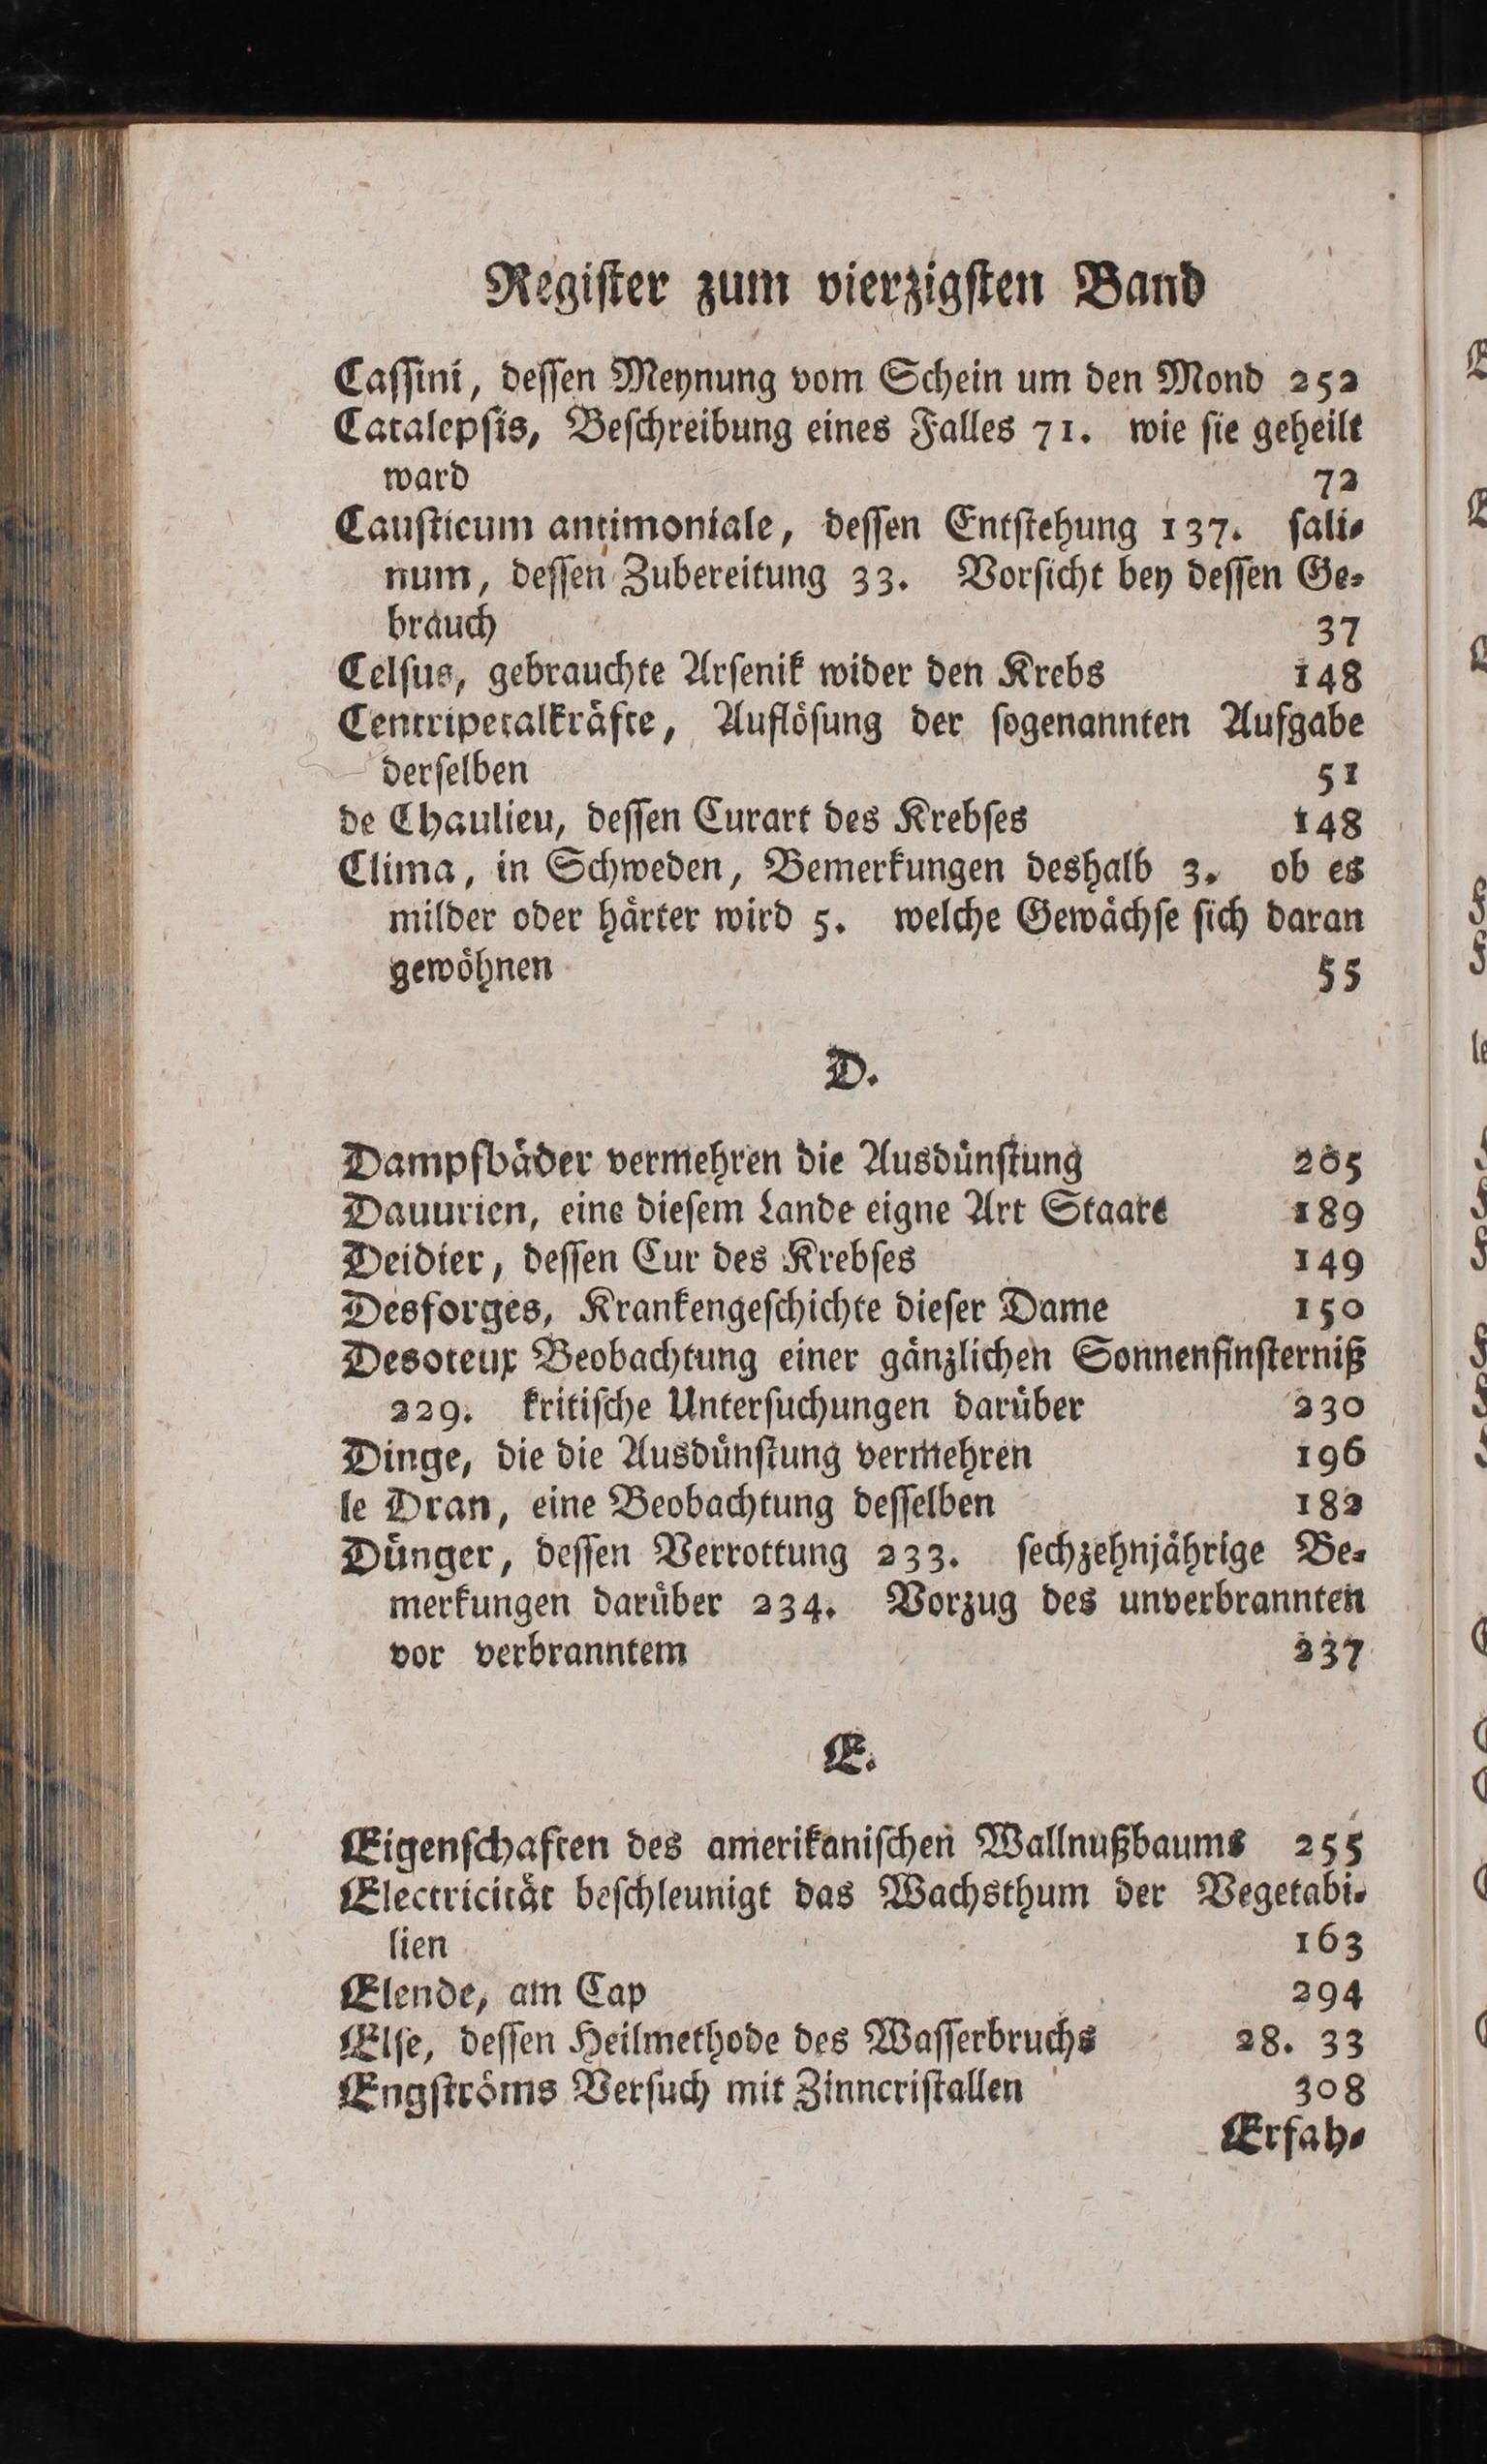 Regiſter zum vierzigſten Band
Caſſini, deſſen Meynung vom Schein um den Mond 252
Catalepſis, Beſchreibung eines Falles 71. wie ſie geheilt
ward 72
Cauſticum antimoniale, deſſen Entſtehung 137. ſali-
num, deſſen Zubereitung 33. Vorſicht bey deſſen Ge-
brauch 37
Celſus, gebrauchte Arſenik wider den Krebs 148
Centripetalkräfte, Auflöſung der ſogenannten Aufgabe
derſelben 51
de Chaulieu, deſſen Curart des Krebſes 148
Clima, in Schweden, Bemerkungen deshalb 3. ob es
milder oder härter wird 5. welche Gewächſe ſich daran
gewöhnen 55
D.
Dampfbäder vermehren die Ausdünſtung 205
Dauurien, eine dieſem Lande eigne Art Staare 189
Deidier, deſſen Cur des Krebſes 149
Desforges, Krankengeſchichte dieſer Dame 150
Desoteux Beobachtung einer gänzlichen Sonnenfinſterniß
229. kritiſche Unterſuchungen darüber 230
Dinge, die die Ausdünſtung vermehren 196
le Dran, eine Beobachtung deſſelben 182
Dünger, deſſen Verrottung 233. ſechzehnjährige Be-
merkungen darüber 234. Vorzug des unverbrannten
vor verbranntem 237
E.
Eigenſchaften des amerikaniſchen Wallnußbaums 255
Electricität beſchleunigt das Wachsthum der Vegetabi-
lien 163
Elende, am Cap 294
Elſe, deſſen Heilmethode des Waſſerbruchs 28. 33
Engſtröms Verſuch mit Zinncriſtallen 308
Erfah-